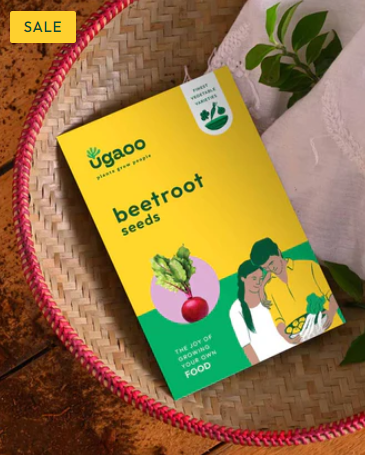 SALE
FINEST
VEGETABLE
VARIETIES
ugaoo
plants grow people
beetroot
seeds
THE JOY OF
GROWING
YOUR OWN
FOOD